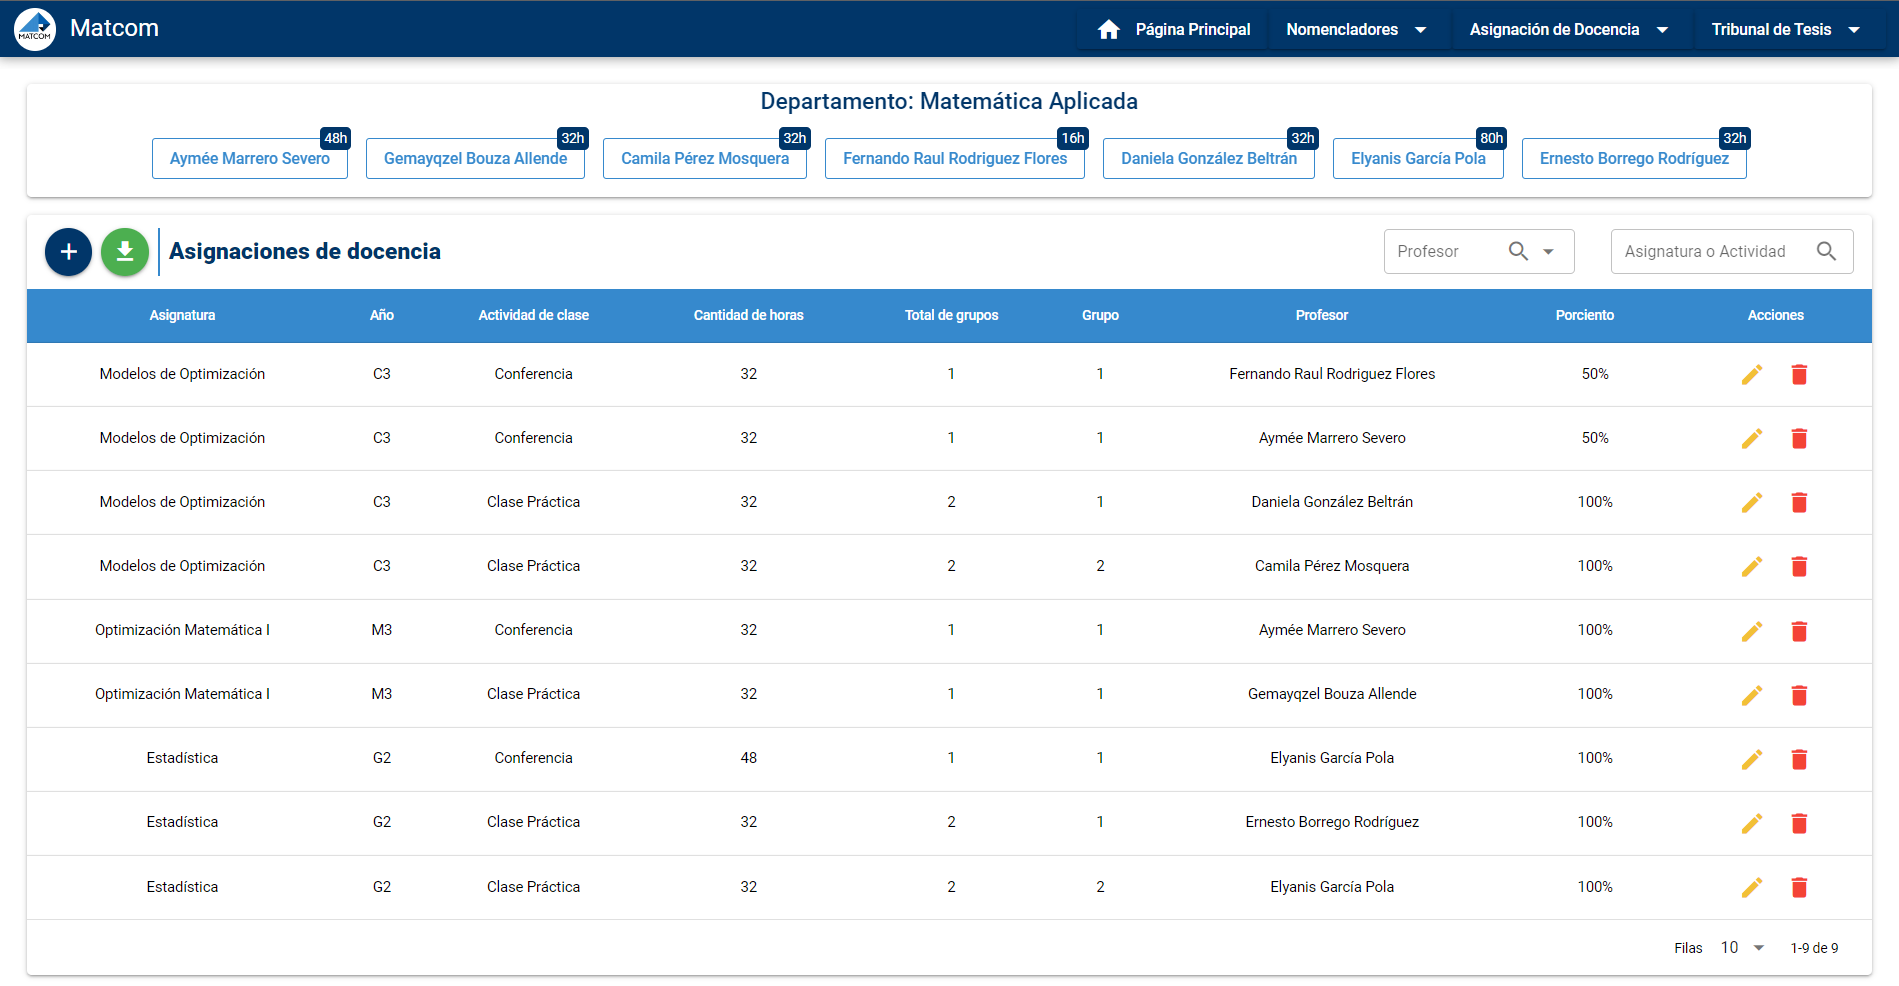 MATCOM Matcom Página Principal Nomencladores Asignación de Docencia Tribunal de Tesis
Departamento: Matemática Aplicada
48h 32h 32h 16h 32h 80h 32h
Aymée Marrero Severo Gemayqzel Bouza Allende Camila Pérez Mosquera Fernando Raul Rodriguez Flores Daniela González Beltrán Elyanis García Pola Ernesto Borrego Rodríguez
Asignaciones de docencia Profesor Asignatura o Actividad
Asignatura Año Actividad de clase Cantidad de horas Total de grupos Grupo Profesor Porciento Acciones
Modelos de Optimización C3 Conferencia 32 1 1 Fernando Raul Rodriguez Flores 50%
Modelos de Optimización C3 Conferencia 32 1 1 Aymée Marrero Severo 50%
Modelos de Optimización C3 Clase Práctica 32 2 1 Daniela González Beltrán 100%
Modelos de Optimización C3 Clase Práctica 32 2 2 Camila Pérez Mosquera 100%
Optimización Matemática I M3 Conferencia 32 1 1 Aymée Marrero Severo 100%
Optimización Matemática I M3 Clase Práctica 32 1 1 Gemayqzel Bouza Allende 100%
Estadística G2 Conferencia 48 1 1 Elyanis García Pola 100%
Estadística G2 Clase Práctica 32 2 1 Ernesto Borrego Rodríguez 100%
Estadística G2 Clase Práctica 32 2 2 Elyanis García Pola 100%
Filas 10 1-9 de 9